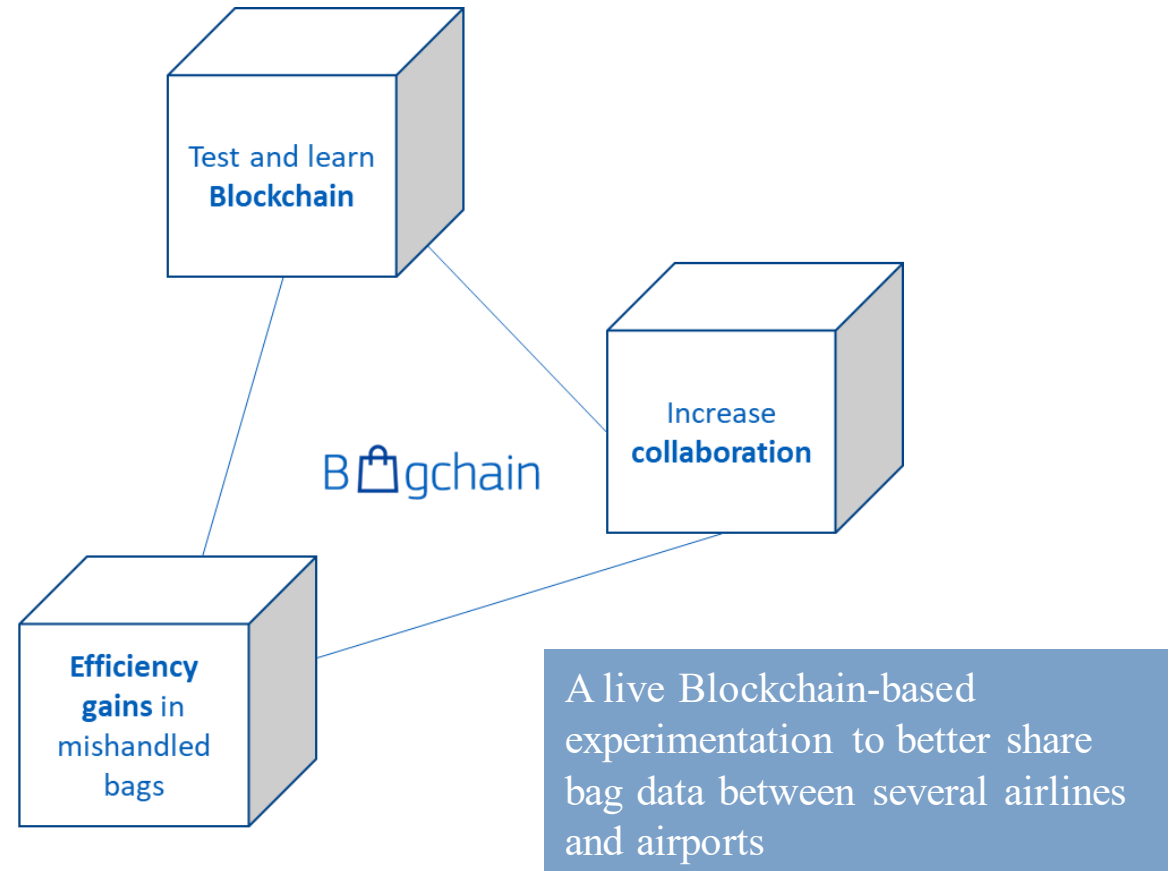 Test and learn
Blockchain
Increase
collaboration
Bagchain
Efficiency
gains in
mishandled
bags
A live Blockchain-based
experimentation to better share
bag data between several airlines
and airports